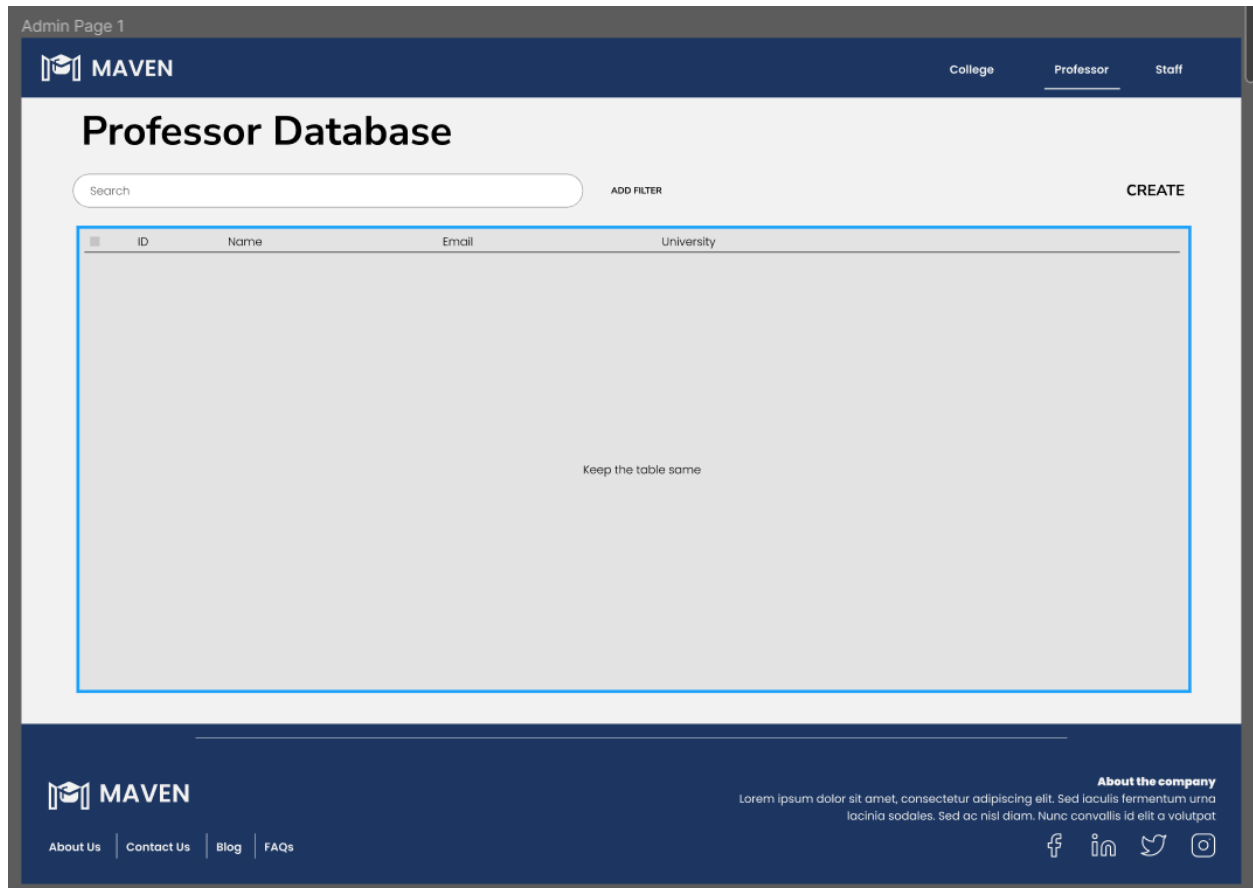 Admin Page 1
MAVEN
College Professor Staff
Professor Database
Search
ADD FILTER
CREATE
ID Name Email University
Keep the table same
MAVEN
About Us Contact Us Blog FAQs
About the company
Lorem ipsum dolor sit amet, consectetur adipiscing elit. Sed iaculis fermentum urna
lacinia sodales. Sed ac nisl diam. Nunc convallis id elit a volutpat